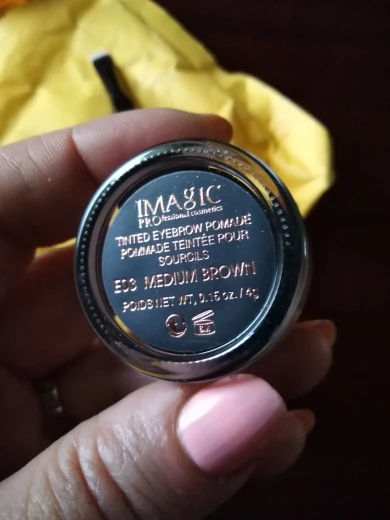 IMAGIC
PROfessional cosmetics
TINTED EYEBROW POMADE
POMMADE TEINTÉE POUR
SOURCILS
E03 MEDIUM BROWN
POIDS NET WT, 0.15 oz. / 4g